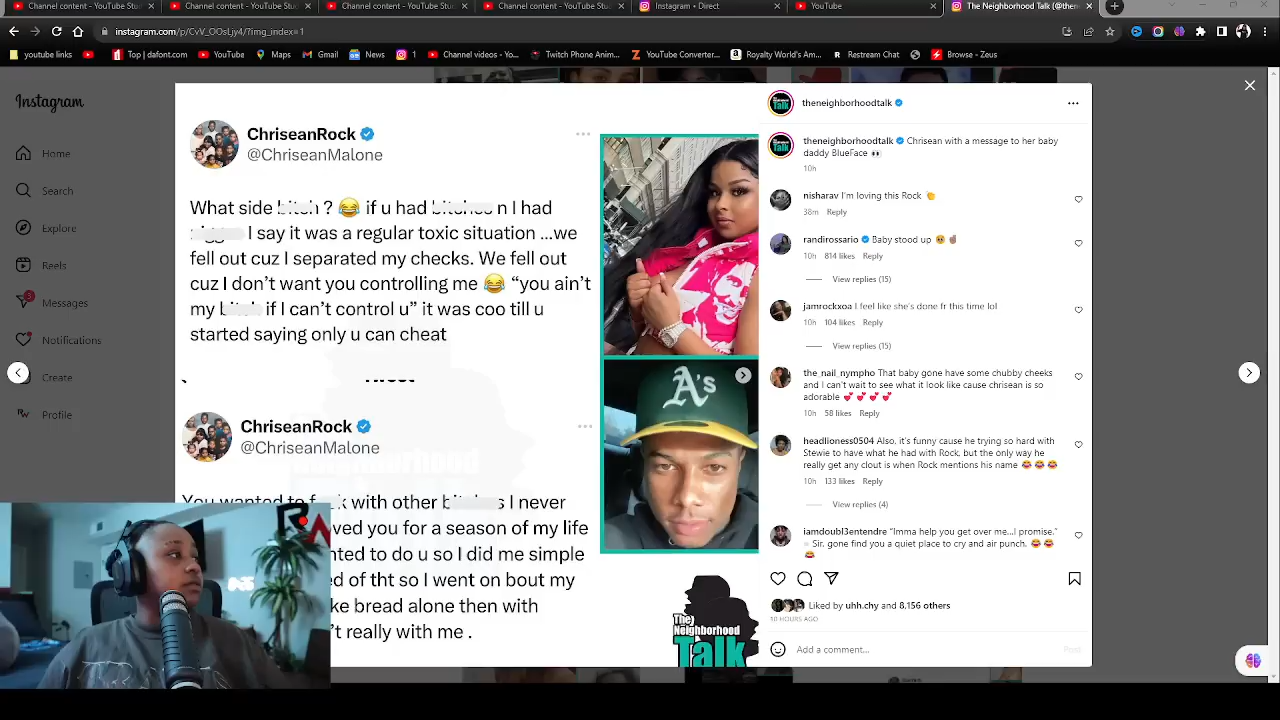 Channel content - YouTube Studi
Channel content - YouTube Studi
Channel content - YouTube Studi
Channel content - YouTube Studi
Instagram • Direct
YouTube
The Neighborhood Talk (@then
instagram.com/p/CvV_OOsLjy4/?img_index=1
youtube links
Top | dafont.com
YouTube
Maps
Gmail
News
1
Channel videos - Yo...
Twitch Phone Anim...
YouTube Converter...
Royalty World's Am...
Restream Chat
Browse - Zeus
Instagram
Home
Search
Explore
Reels
3
Messages
Notifications
Create
Profile
ChriseanRock
@ChriseanMalone
What side b ? 😂 if u had n I had
I say it was a regular toxic situation ...we
fell out cuz I separated my checks. We fell out
cuz I don't want you controlling me 😂 "you ain't
my if I can't control u" it was coo till u
started saying only u can cheat
Tweet
ChriseanRock
@ChriseanMalone
You wanted to f k with other b s I never
ved you for a season of my life
ted to do u so I did me simple
ed of tht so I went on bout my
ke bread alone then with
't really with me .
A's
The
Neighborhood
Talk
theneighborhoodtalk
theneighborhoodtalk Chrisean with a message to her baby
daddy BlueFace 👀
10h
nisharav I'm loving this Rock 👏
38m Reply
randirossario Baby stood up
10h 814 likes Reply
View replies (15)
jamrockxoa I feel like she's done fr this time lol
10h 104 likes Reply
View replies (15)
the_nail_nympho That baby gone have some chubby cheeks
and I can't wait to see what it look like cause chrisean is so
adorable 💕💕💕💕
10h 58 likes Reply
headlioness0504 Also, it's funny cause he trying so hard with
Stewie to have what he had with Rock, but the only way he
really get any clout is when Rock mentions his name 😂😂😂
10h 133 likes Reply
View replies (4)
iamdoubl3entendre "Imma help you get over me...I promise."
Sir, gone find you a quiet place to cry and air punch. 😂😂
😂
Liked by uhh.chy and 8,156 others
10 HOURS AGO
Add a comment...
Post